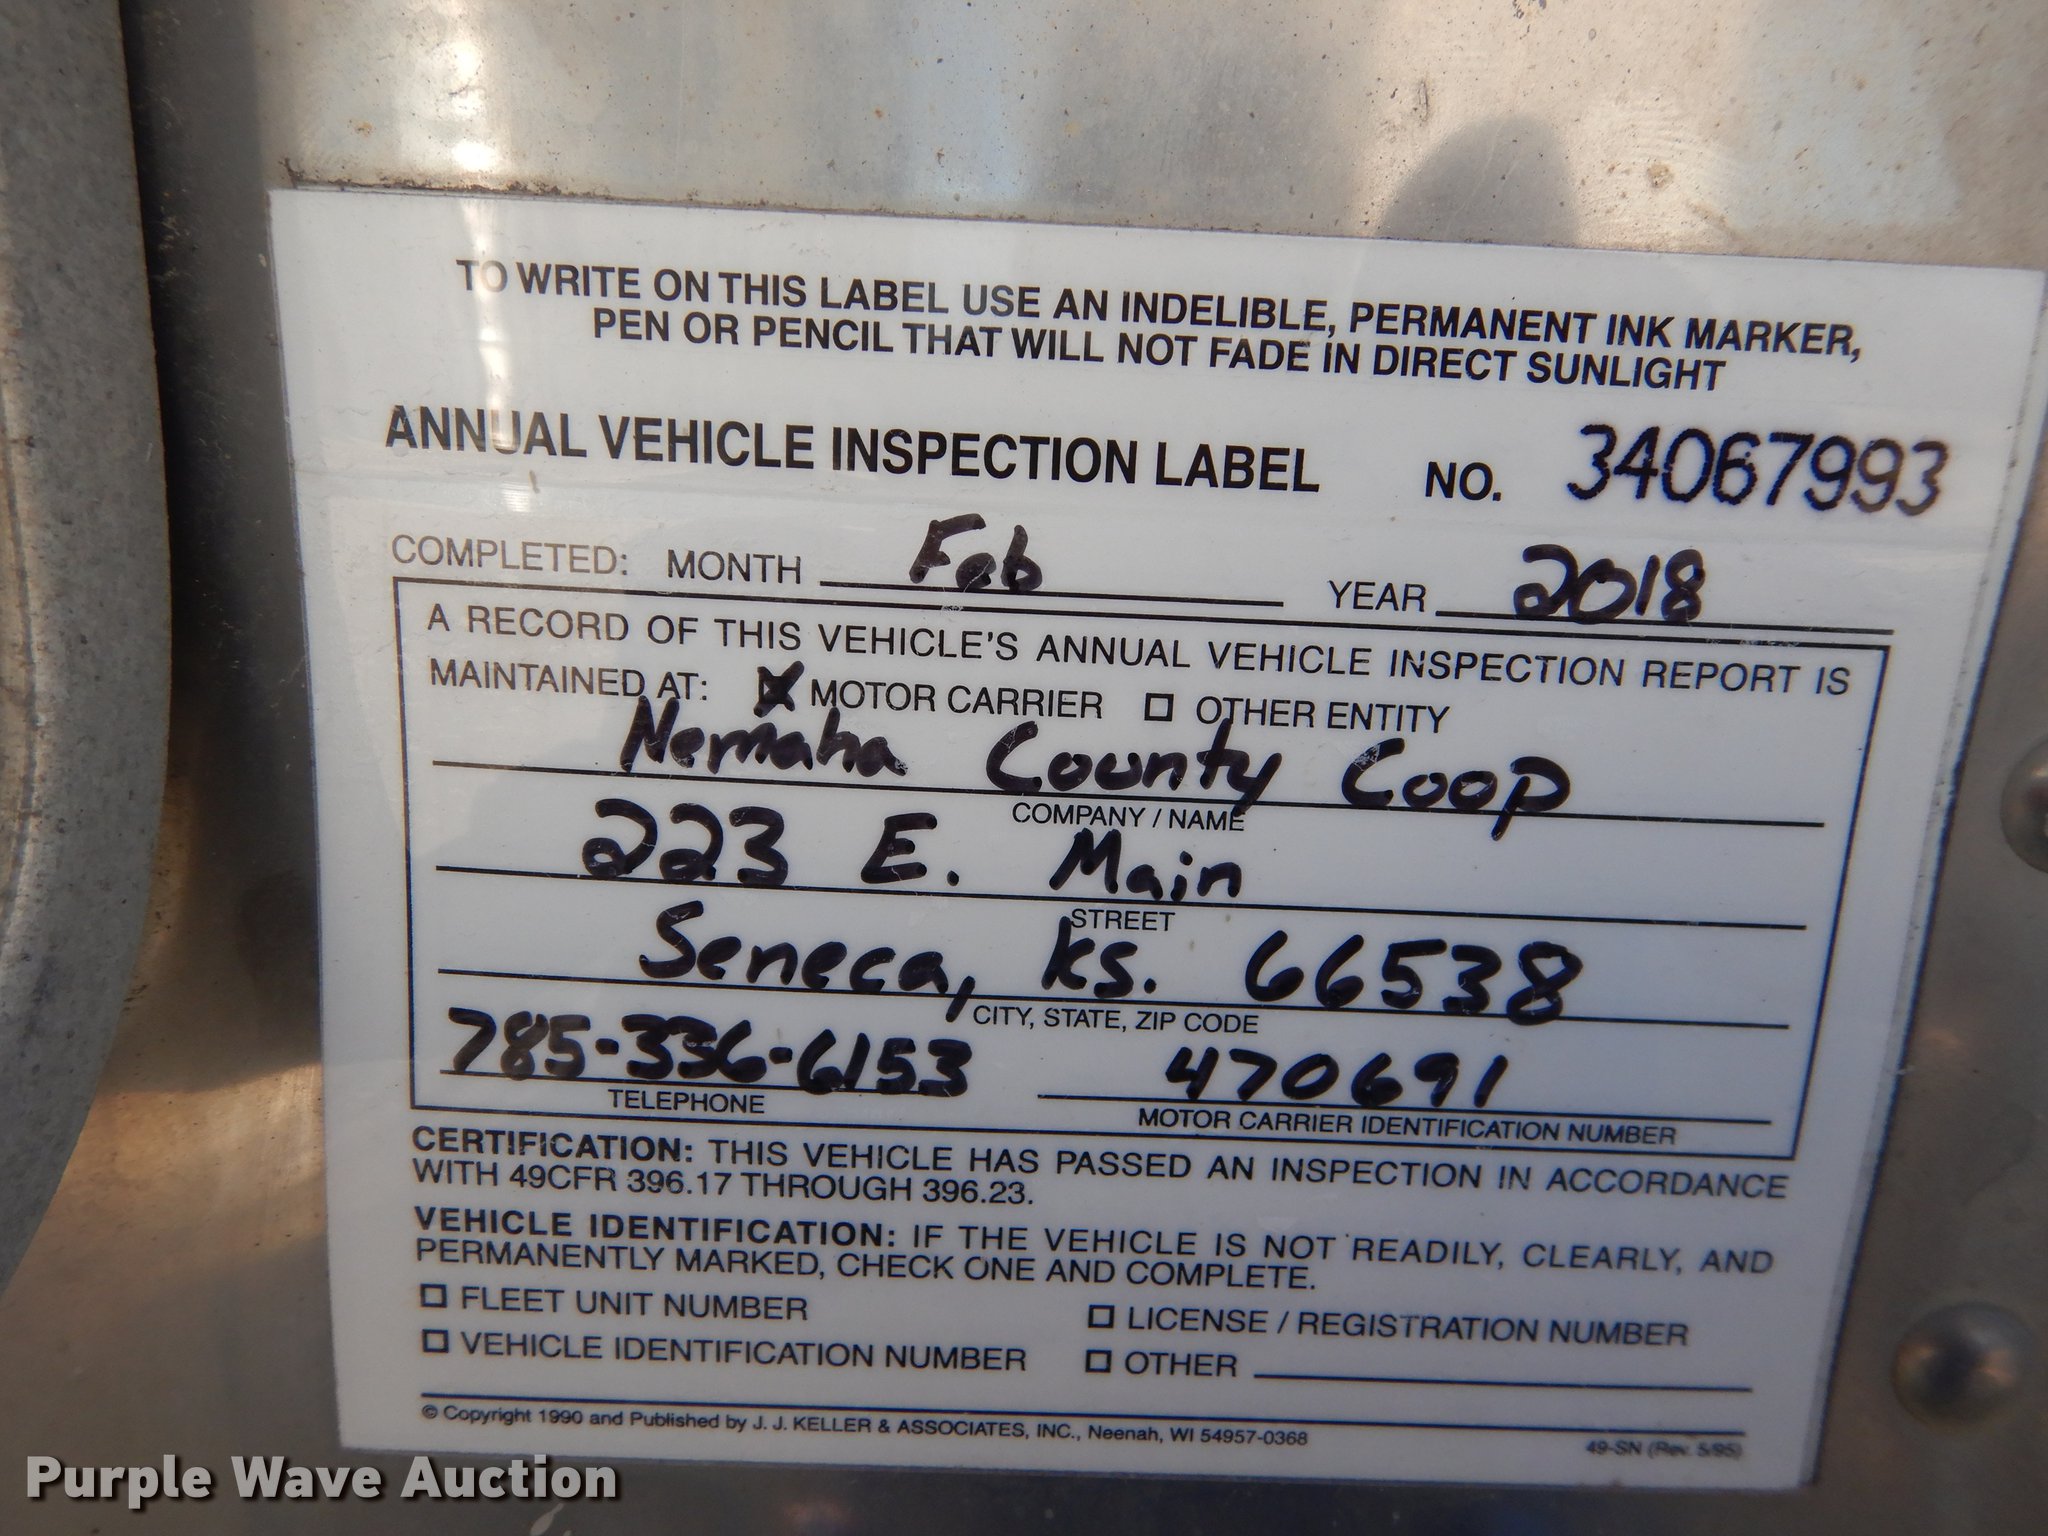 TO WRITE ON THIS LABEL USE AN INDELIBLE, PERMANENT INK MARKER,
PEN OR PENCIL THAT WILL NOT FADE IN DIRECT SUNLIGHT
ANNUAL VEHICLE INSPECTION LABEL NO. 34067993
COMPLETED: MONTH Feb YEAR 2018
A RECORD OF THIS VEHICLE'S ANNUAL VEHICLE INSPECTION REPORT IS
MAINTAINED AT: X MOTOR CARRIER ☐ OTHER ENTITY
Nemaha County Coop
COMPANY / NAME
223 E. Main
STREET
Seneca, Ks. 66538
CITY, STATE, ZIP CODE
785-336-6153 470691
TELEPHONE MOTOR CARRIER IDENTIFICATION NUMBER
CERTIFICATION: THIS VEHICLE HAS PASSED AN INSPECTION IN ACCORDANCE
WITH 49CFR 396.17 THROUGH 396.23.
VEHICLE IDENTIFICATION: IF THE VEHICLE IS NOT READILY, CLEARLY, AND
PERMANENTLY MARKED, CHECK ONE AND COMPLETE.
☐ FLEET UNIT NUMBER ☐ LICENSE / REGISTRATION NUMBER
☐ VEHICLE IDENTIFICATION NUMBER ☐ OTHER
© Copyright 1990 and Published by J. J. KELLER & ASSOCIATES, INC., Neenah, WI 54957-0368 49-SN (Rev. 5/95)
Purple Wave Auction